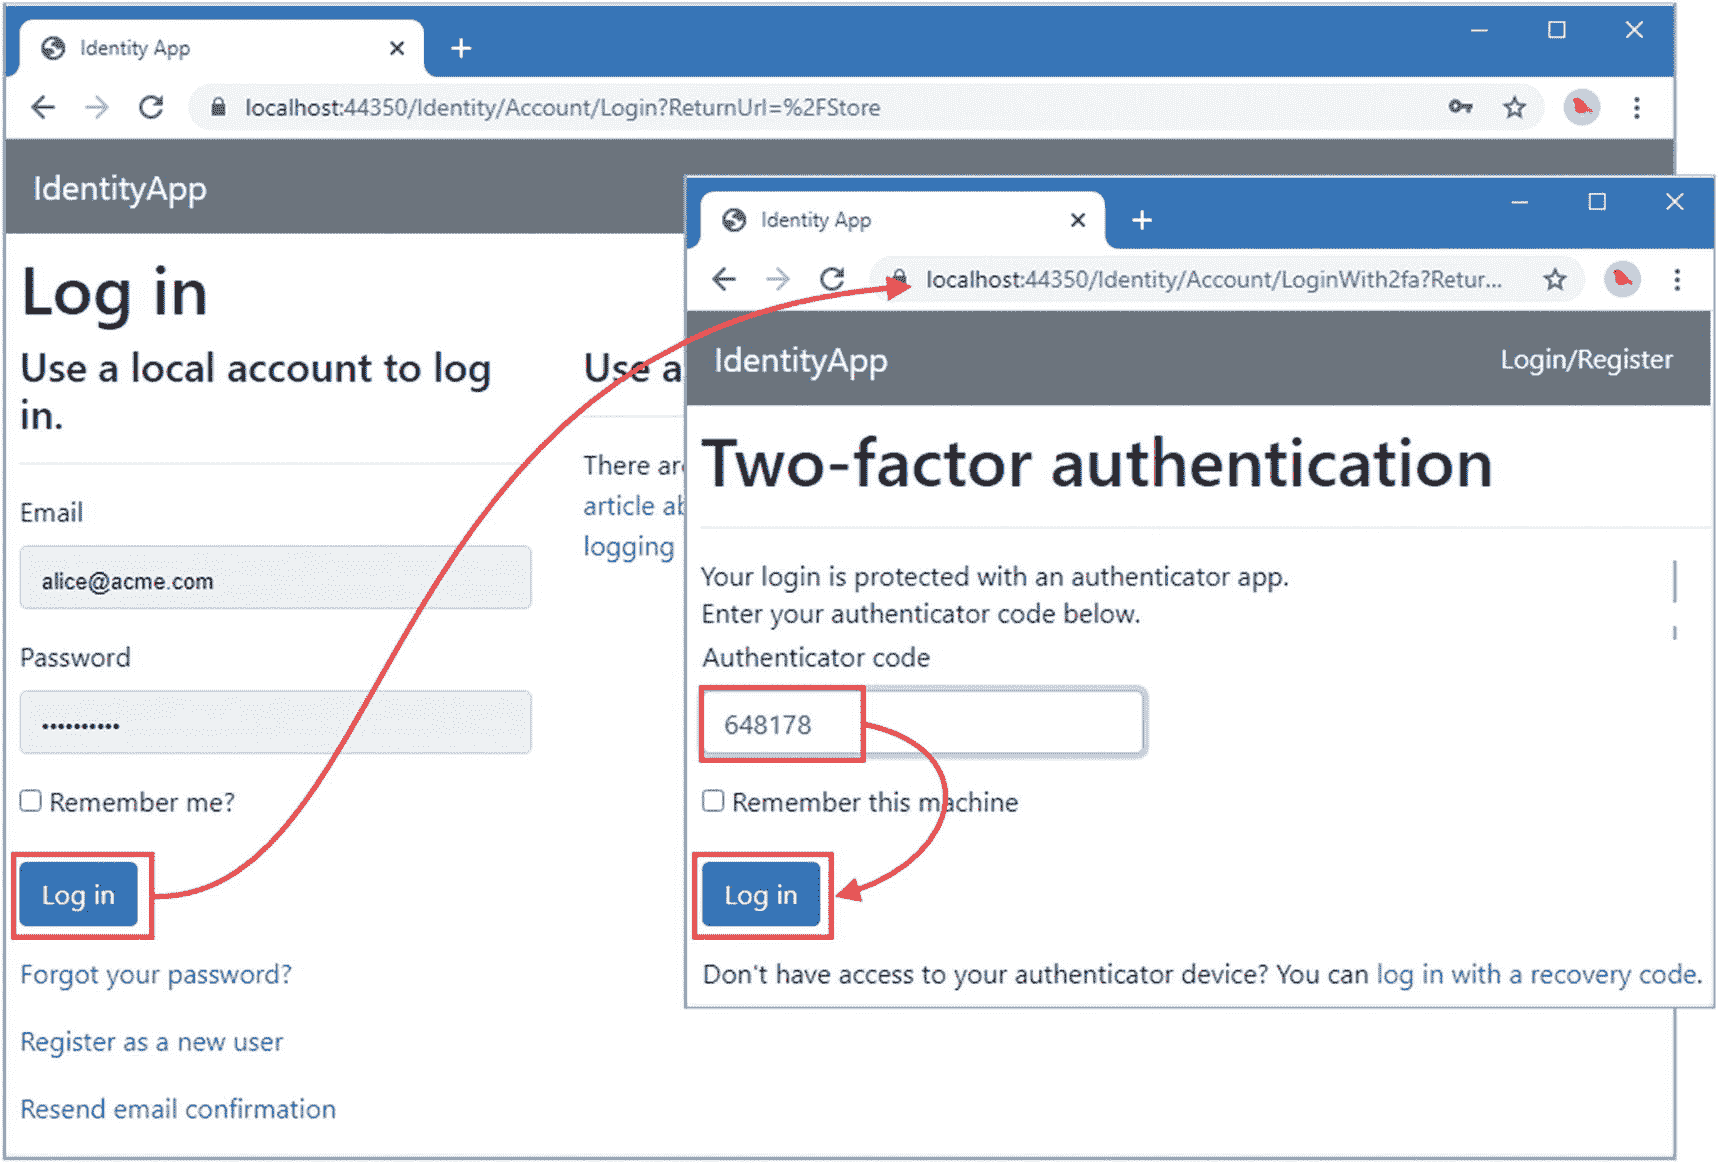 Identity App
localhost:44350/Identity/Account/Login?ReturnUrl=%2FStore
IdentityApp
Log in
Use a local account to log
in.
Email
alice@acme.com
Password
••••••••••
Remember me?
Log in
Forgot your password?
Register as a new user
Resend email confirmation
Use a
There
article
logging
Identity App
localhost:44350/Identity/Account/LoginWith2fa?Retur...
IdentityApp
Login/Register
Two-factor authentication
Your login is protected with an authenticator app.
Enter your authenticator code below.
Authenticator code
648178
Remember this machine
Log in
Don't have access to your authenticator device? You can log in with a recovery code.